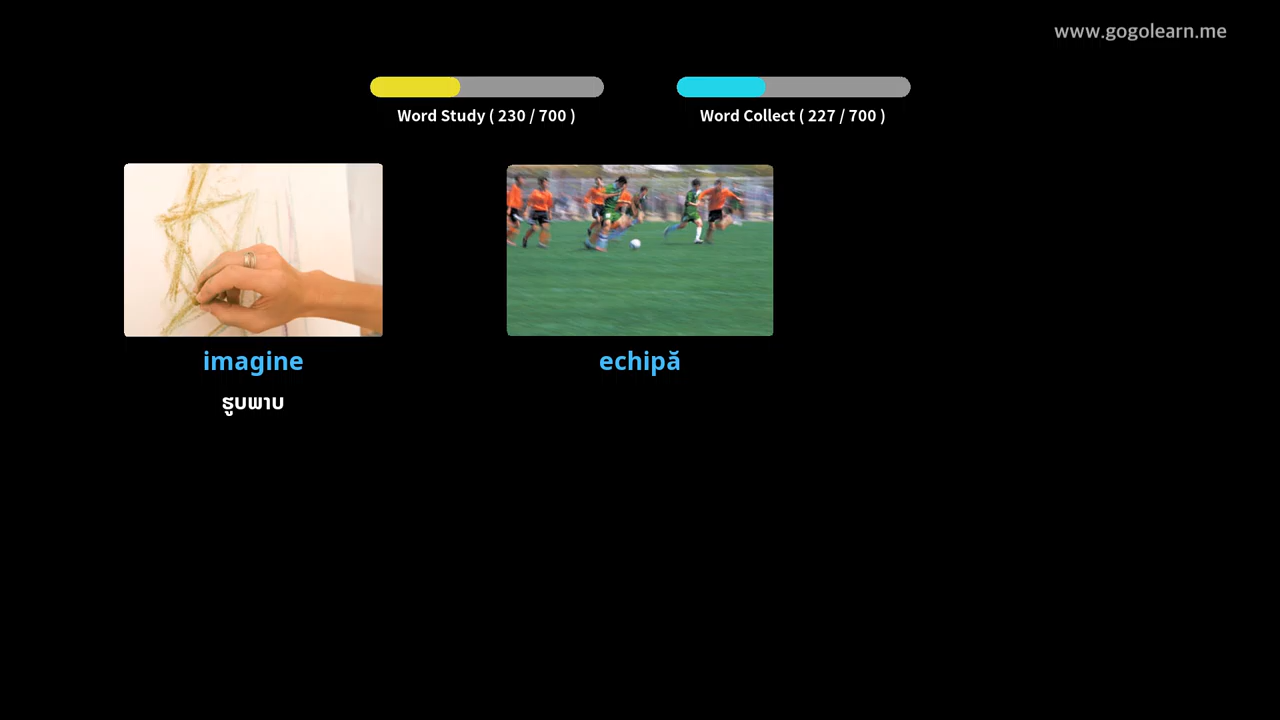 www.gogolearn.me
Word Study ( 230 / 700 )
Word Collect ( 227 / 700 )
imagine
echipă
ຮູບພາບ